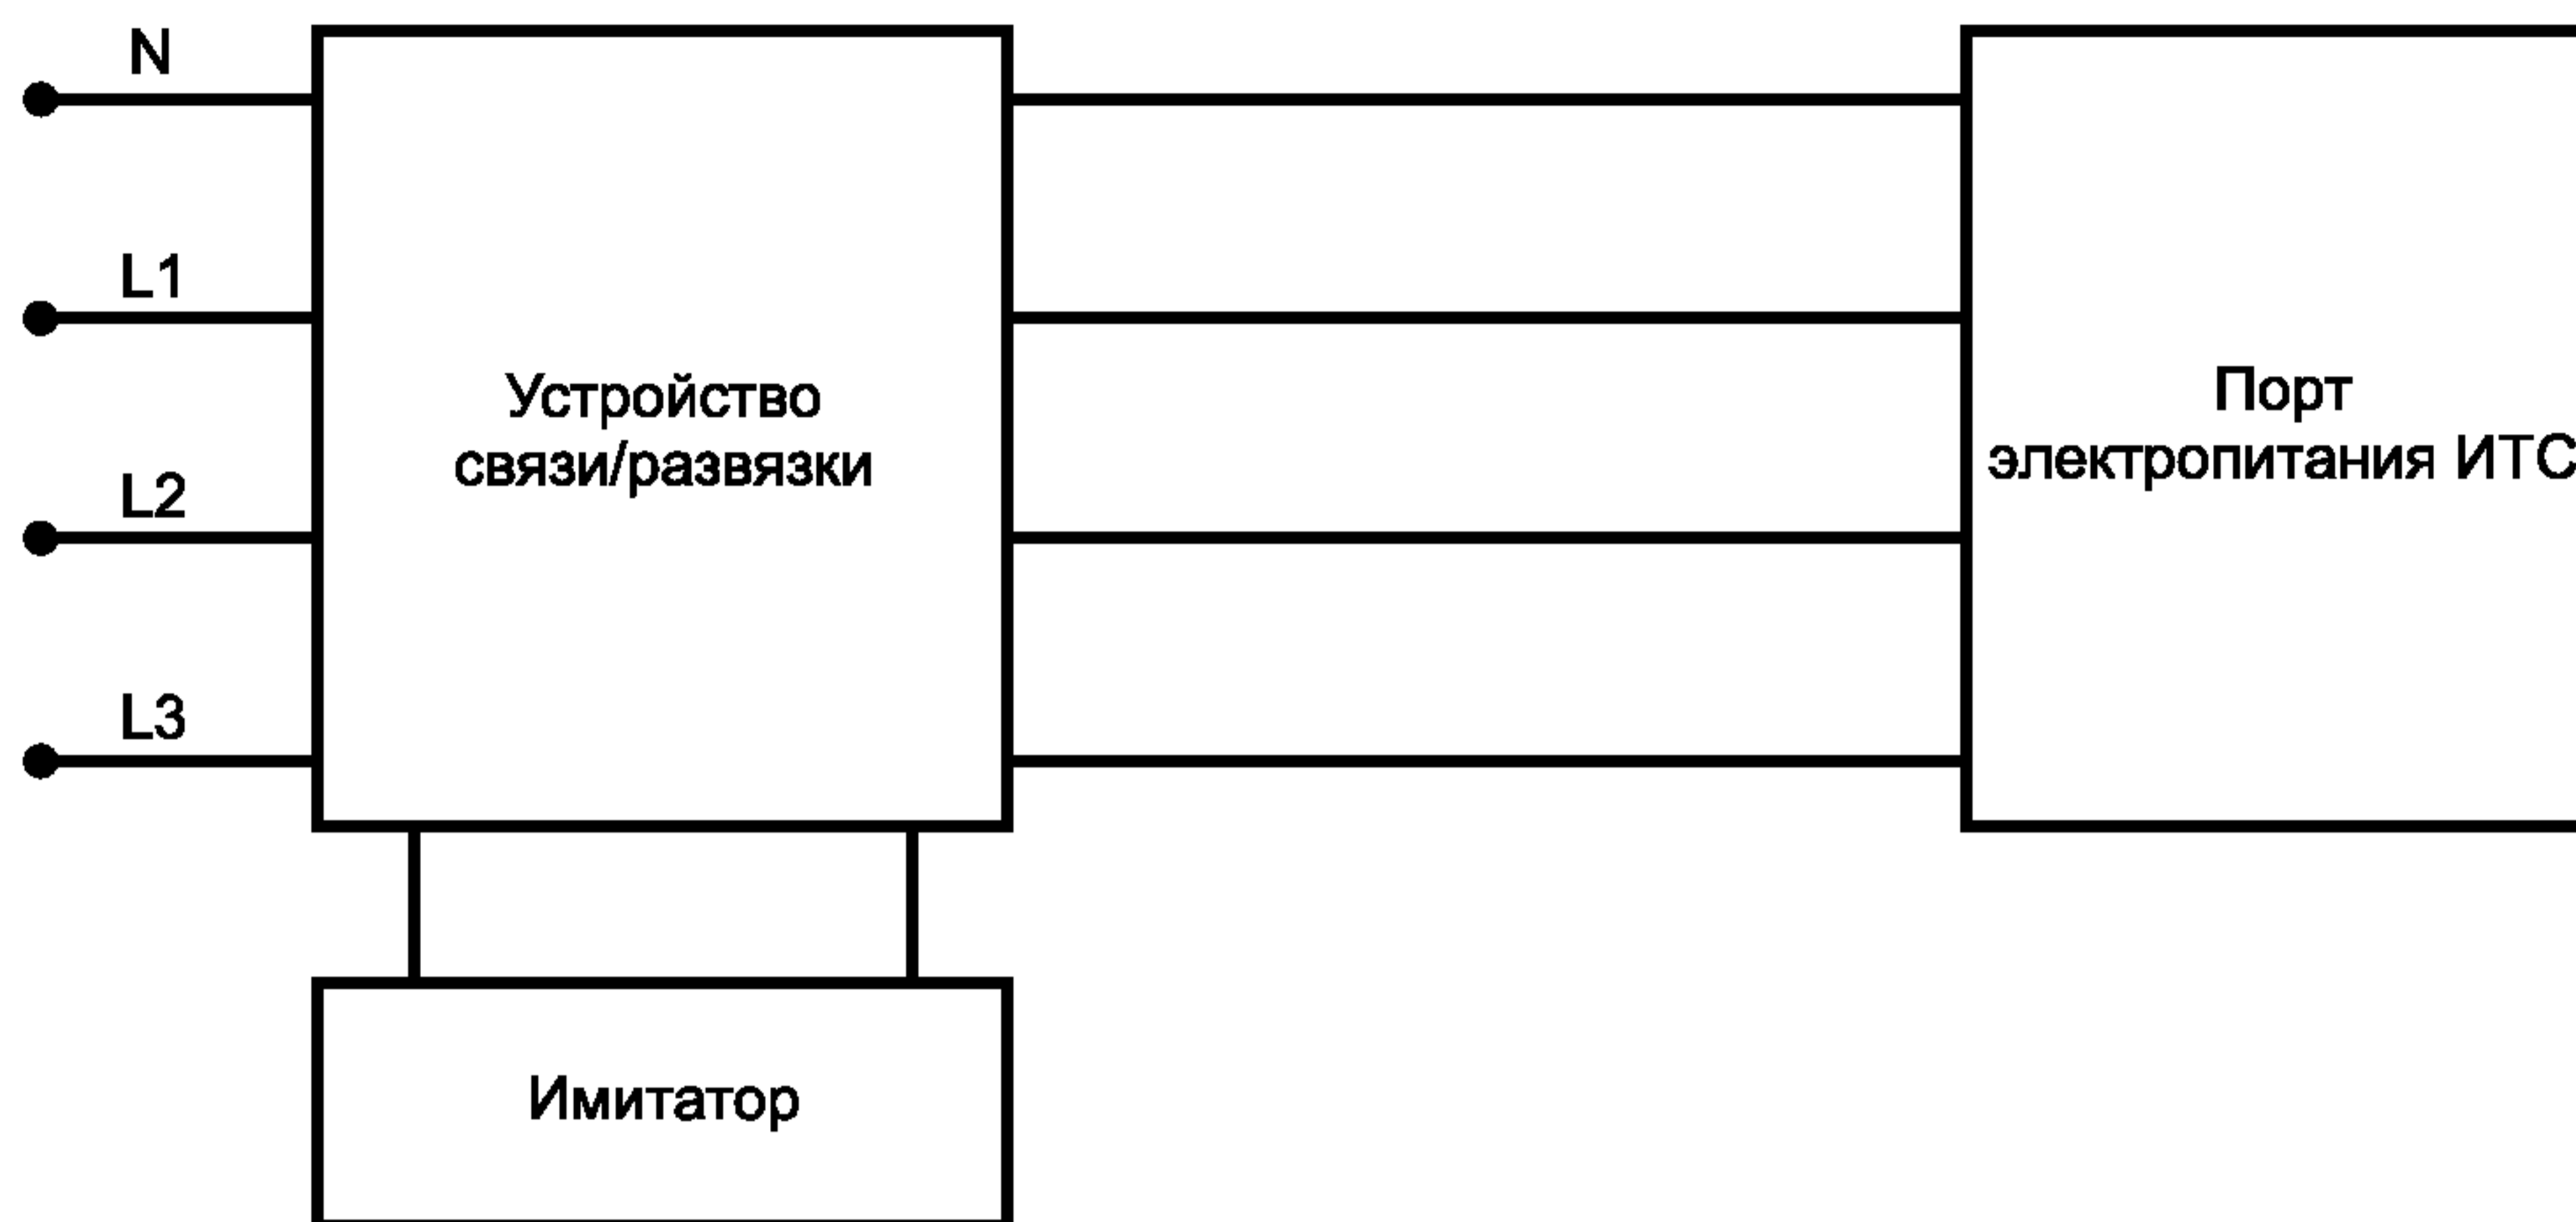 N
L1
L2
L3
Устройство
связи/развязки
Порт
электропитания ИТС
Имитатор